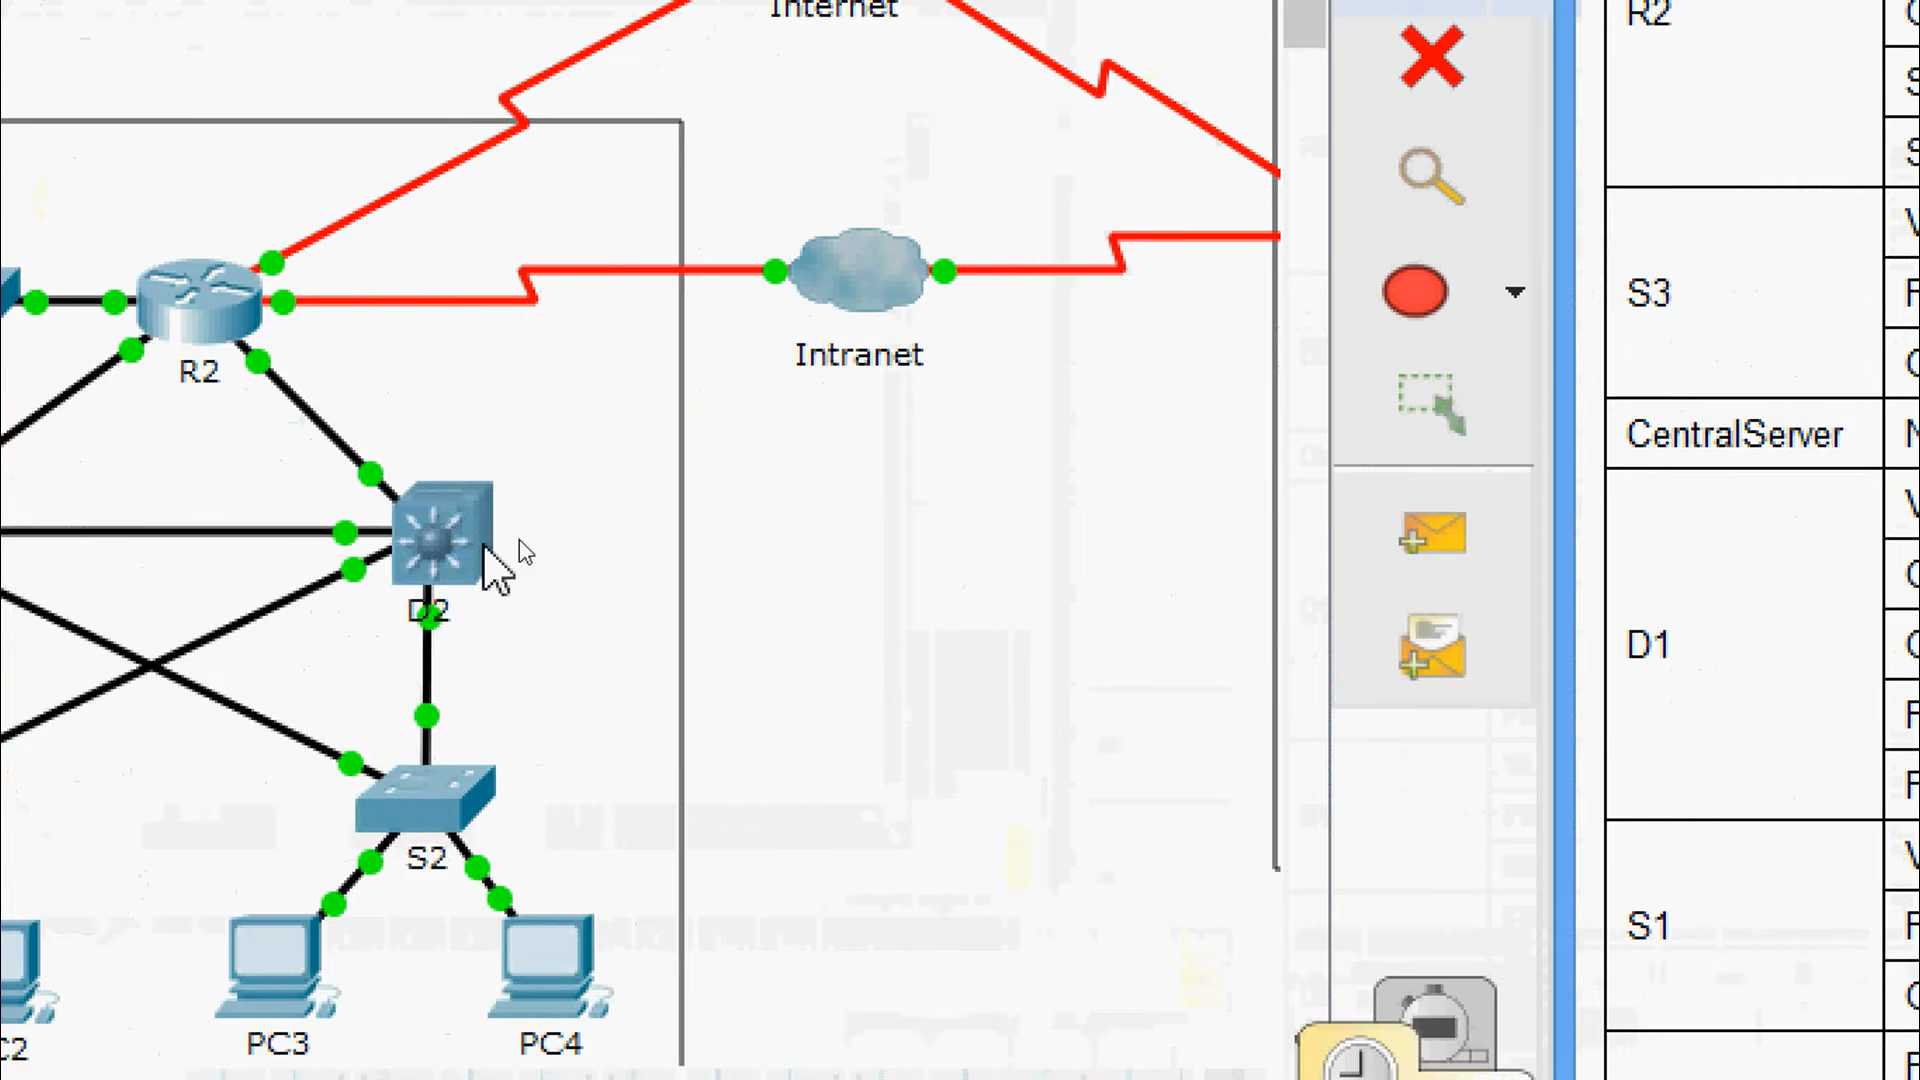 Internet
R2
Intranet
R2
D2
S2
PC3
PC4
S3
CentralServer
D1
S1